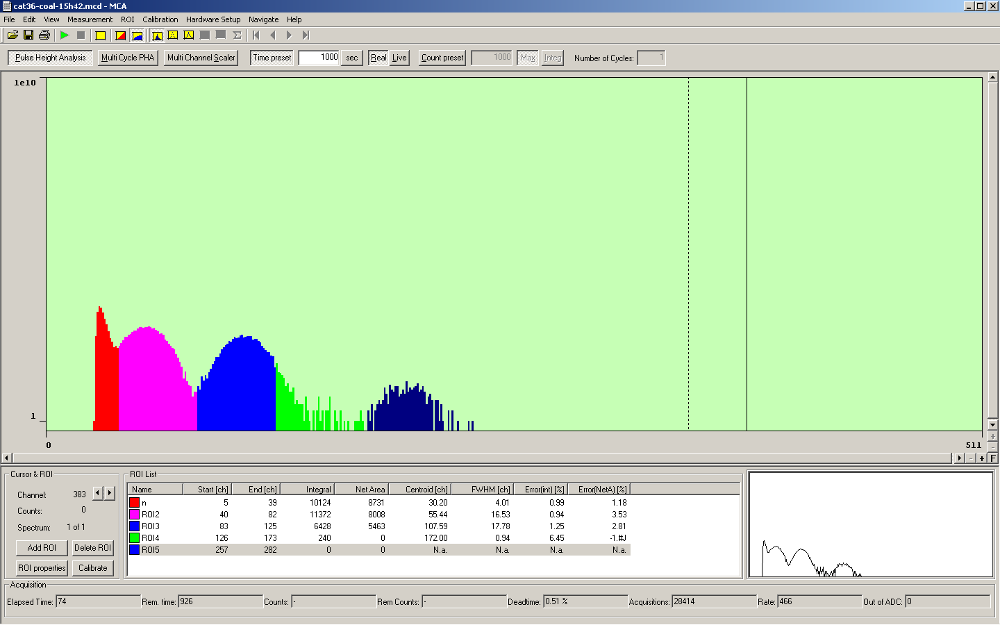 cat36-coal-15h42.mcd - MCA
File Edit View Measurement ROI Calibration Hardware Setup Navigate Help
Pulse Height Analysis Multi Cycle PHA Multi Channel Scaler Time preset 1000 sec Real Live Count preset 1000 Max Integ Number of Cycles: 1
1e10
1
0 511
F
Cursor & ROI
Channel: 383
Counts: 0
Spectrum: 1 of 1
Add ROI Delete ROI
ROI properties Calibrate
ROI List
Name Start [ch] End [ch] Integral Net Area Centroid [ch] FWHM [ch] Error(int) [%] Error(NetA) [%]
n 5 39 10124 8731 30.20 4.01 0.99 1.18
ROI2 40 82 11372 8008 55.44 16.53 0.94 3.53
ROI3 83 125 6428 5463 107.59 17.78 1.25 2.81
ROI4 126 173 240 0 172.00 0.94 6.45 -1.#J
ROI5 257 282 0 0 N.a. N.a. N.a. N.a.
Acquisition
Elapsed Time: 74 Rem. time: 926 Counts: - Rem Counts: - Deadtime: 0.51 % Acquisitions: 28414 Rate: 466 Out of ADC: 0